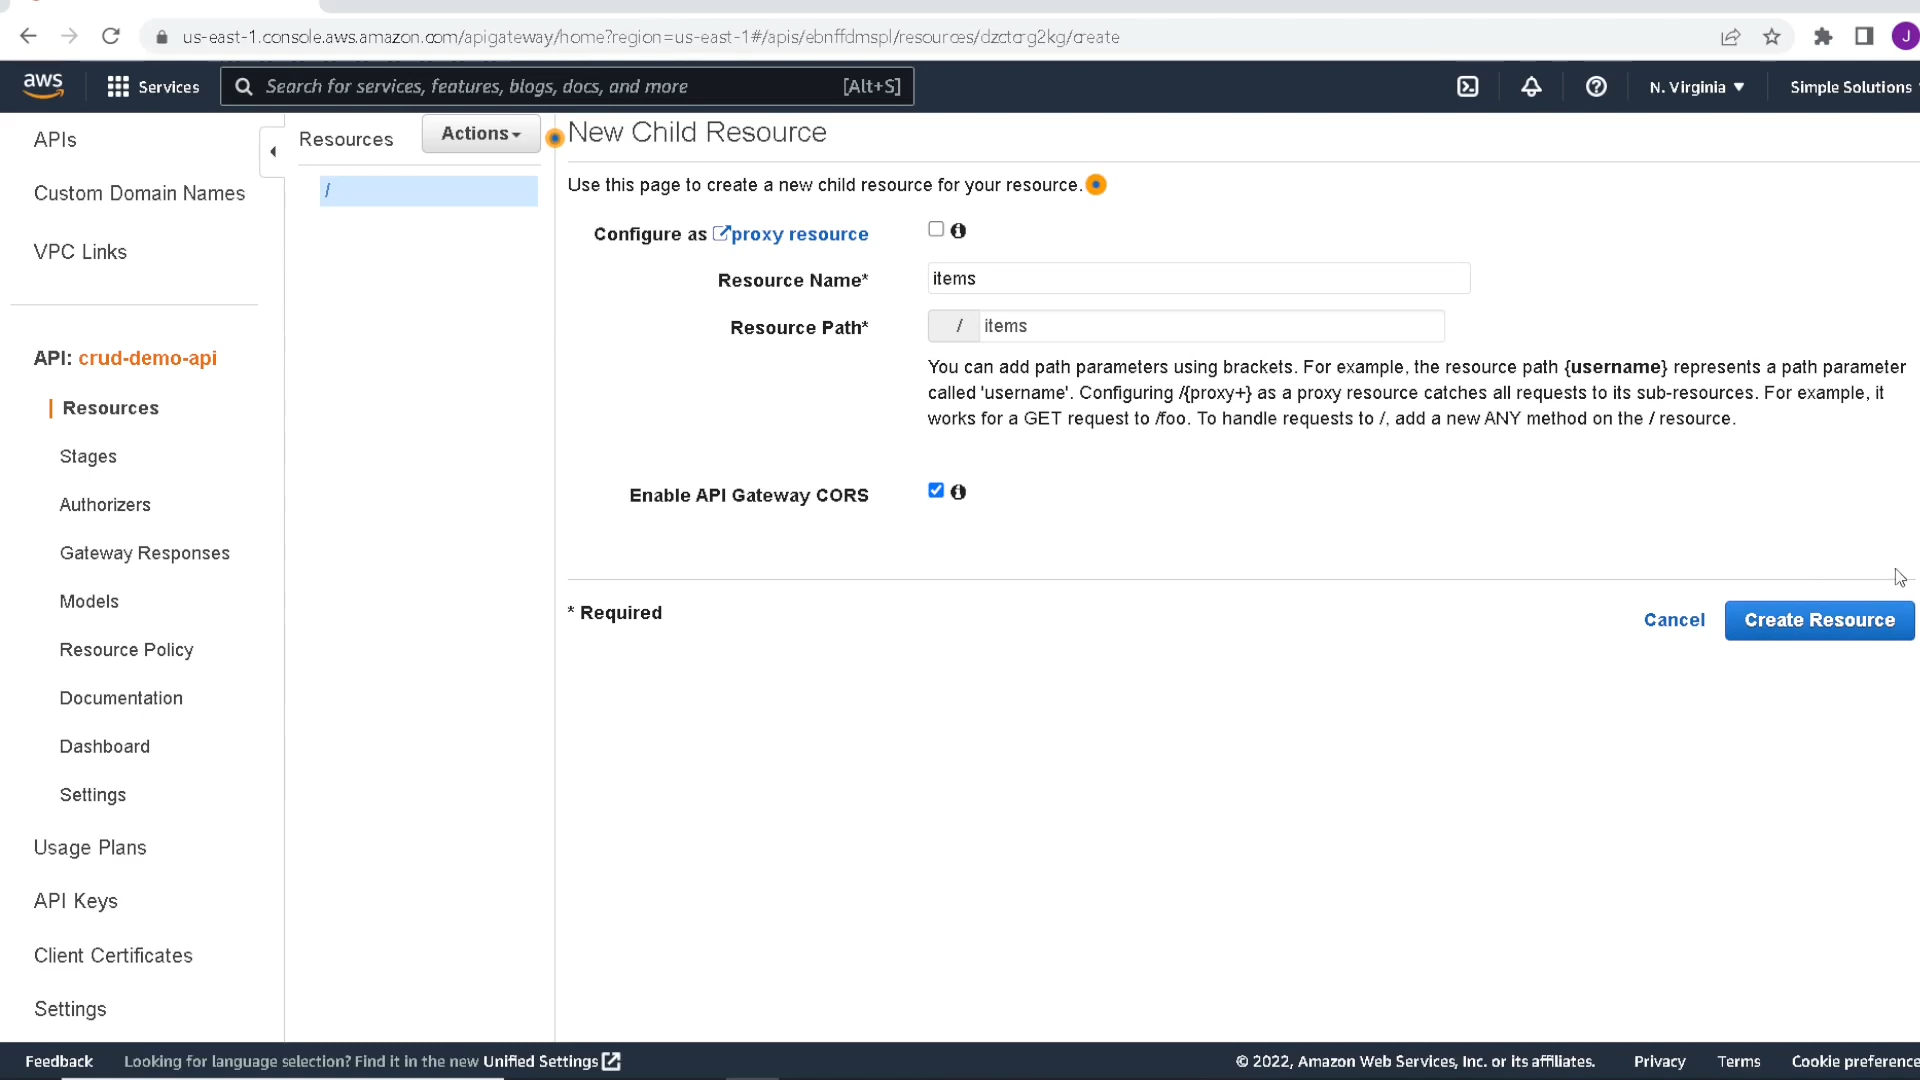 us-east-1.console.aws.amazon.com/apigateway/home?region=us-east-1#/apis/ebnffdmspl/resources/dzctcrg2kg/create
J
aws
Services
Search for services, features, blogs, docs, and more
[Alt+S]
N. Virginia ▼
Simple Solutions
APIs
Custom Domain Names
VPC Links
API: crud-demo-api
Resources
Stages
Authorizers
Gateway Responses
Models
Resource Policy
Documentation
Dashboard
Settings
Usage Plans
API Keys
Client Certificates
Settings
Resources
Actions
/
New Child Resource
Use this page to create a new child resource for your resource.
Configure as proxy resource
Resource Name*
items
Resource Path*
/ items
You can add path parameters using brackets. For example, the resource path {username} represents a path parameter
called 'username'. Configuring /{proxy+} as a proxy resource catches all requests to its sub-resources. For example, it
works for a GET request to /foo. To handle requests to /, add a new ANY method on the / resource.
Enable API Gateway CORS
* Required
Cancel
Create Resource
Feedback
Looking for language selection? Find it in the new Unified Settings
© 2022, Amazon Web Services, Inc. or its affiliates.
Privacy
Terms
Cookie preference